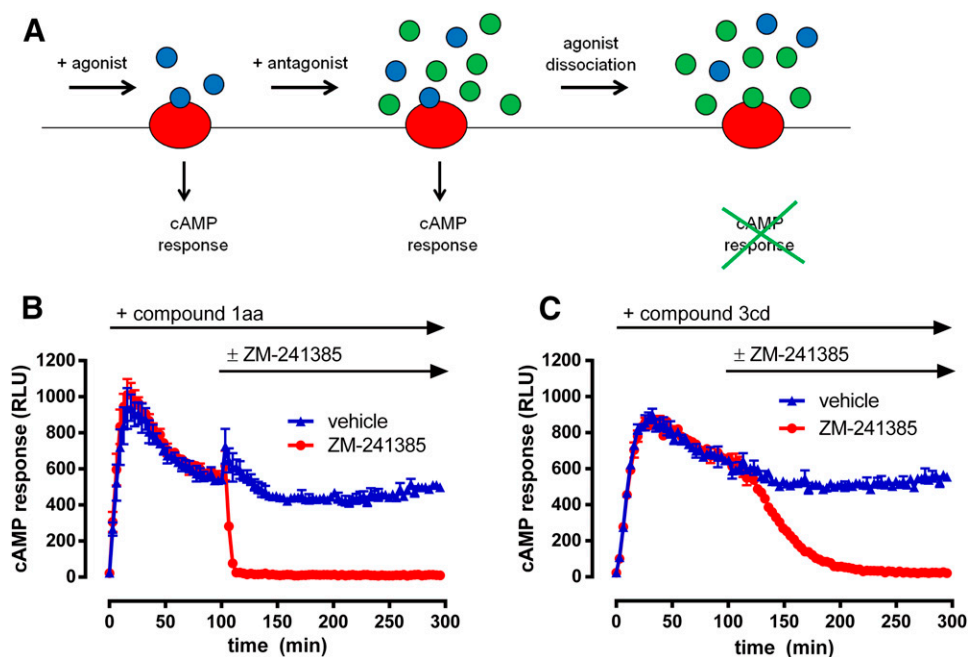 A
+ agonist
+ antagonist
agonist
dissociation
cAMP
response
cAMP
response
cAMP
response
B
+ compound 1aa
± ZM-241385
vehicle
ZM-241385
cAMP response (RLU)
1200
1000
800
600
400
200
0
0 50 100 150 200 250 300
time (min)
C
+ compound 3cd
± ZM-241385
vehicle
ZM-241385
cAMP response (RLU)
1200
1000
800
600
400
200
0
0 50 100 150 200 250 300
time (min)